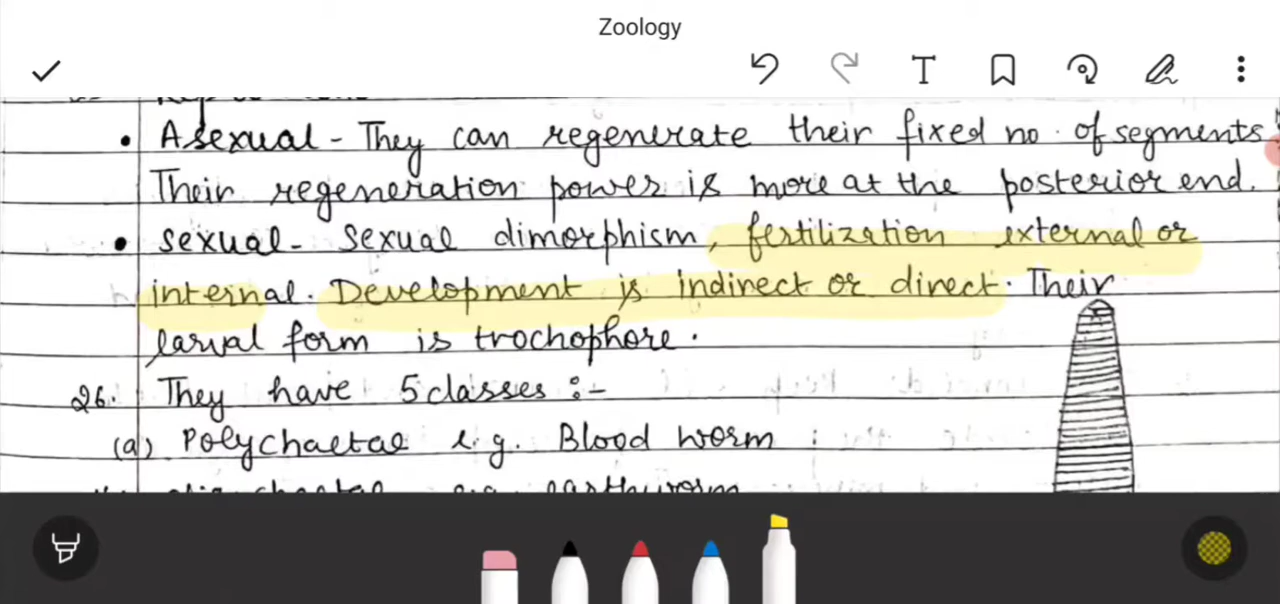 Zoology
• Asexual - They can regenerate their fixed no. of segments.
Their regeneration power is more at the posterior end.
• sexual - sexual dimorphism, fertilization external or
internal. Development is indirect or direct. Their
larval form is trochophore.
26. They have 5 classes :-
(a) Polychaetae e.g. Blood worm
e.g. earthworm